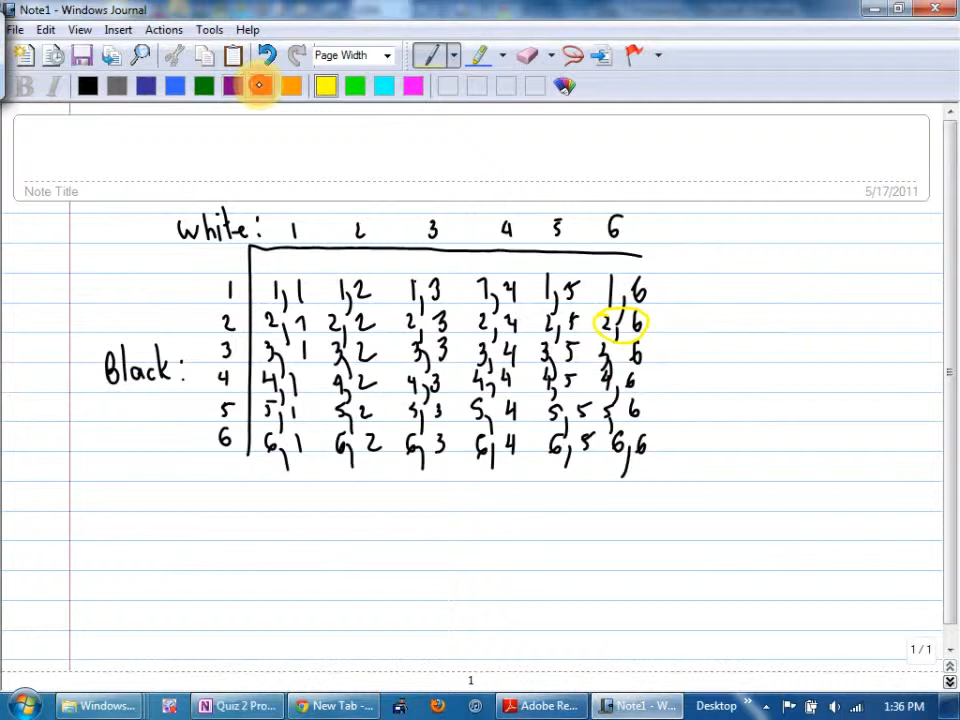 Note1 - Windows Journal
File Edit View Insert Actions Tools Help
Page Width
B I
Note Title 5/17/2011
White: 1 2 3 4 5 6
1 1,1 1,2 1,3 1,4 1,5 1,6
2 2,1 2,2 2,3 2,4 2,5 2,6
3 3,1 3,2 3,3 3,4 3,5 3,6
Black:
4 4,1 4,2 4,3 4,4 4,5 4,6
5 5,1 5,2 5,3 5,4 5,5 5,6
6 6,1 6,2 6,3 6,4 6,5 6,6
1 / 1
1
Windows... Quiz 2 Pro... New Tab -... Adobe Re... Note1 - W... Desktop » 1:36 PM